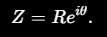 Z = Re^{iθ}.